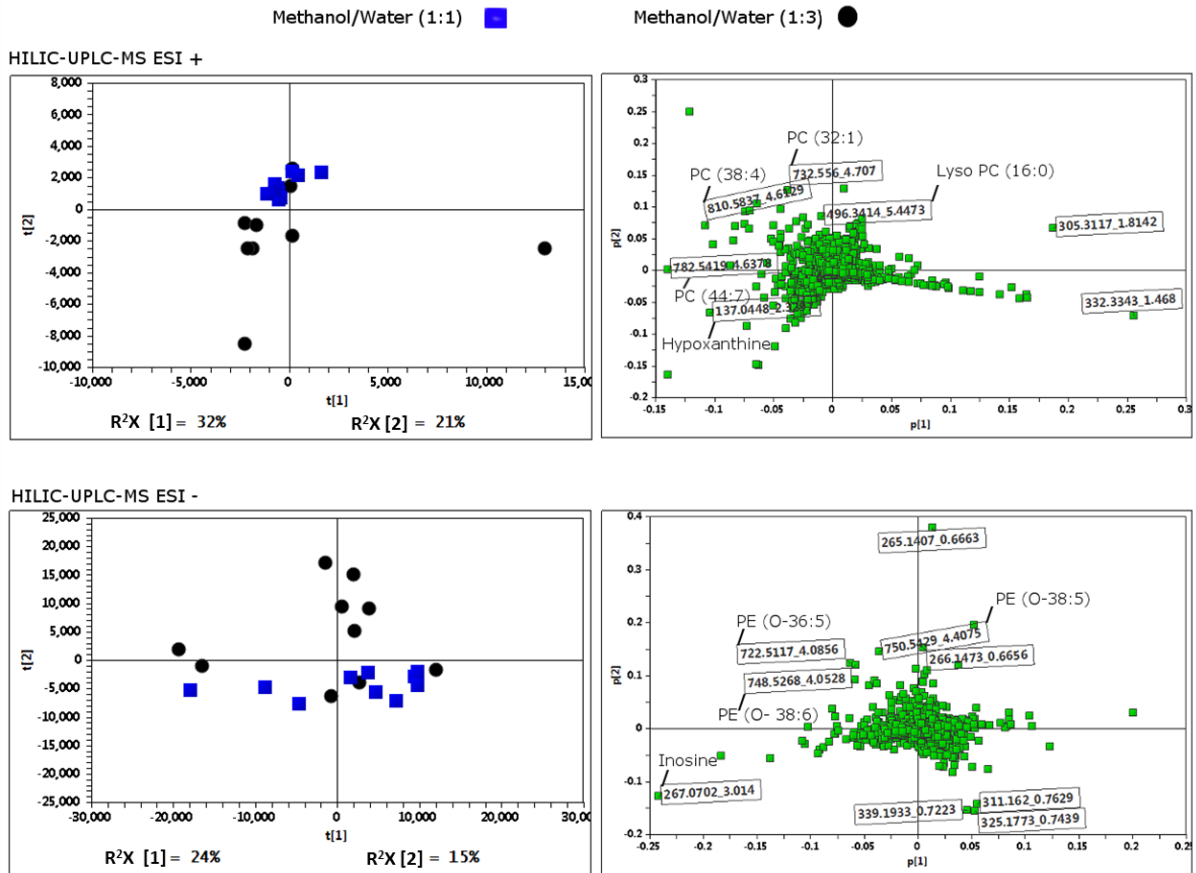 Methanol/Water (1:1) Methanol/Water (1:3)
HILIC-UPLC-MS ESI +
8,000
6,000
4,000
2,000
0
-2,000
-4,000
-6,000
-8,000
-10,000
t[2]
-10,000 -5,000 0 5,000 10,000 15,00
t[1]
R²X [1] = 32% R²X [2] = 21%
0.3
0.25
0.2
0.15
0.1
0.05
0
-0.05
-0.1
-0.15
-0.2
p[2]
PC (32:1)
732.556_4.707
PC (38:4)
810.5837_4.6129
Lyso PC (16:0)
496.3414_5.4473
305.3117_1.8142
782.5419_4.6378
PC (44:7)
332.3343_1.468
Hypoxanthine
-0.15 -0.1 -0.05 0 0.05 0.1 0.15 0.2 0.25 0.3
p[1]
HILIC-UPLC-MS ESI -
25,000
20,000
15,000
10,000
5,000
0
-5,000
-10,000
-15,000
-20,000
-25,000
t[2]
-30,000 -20,000 -10,000 0 10,000 20,000 30,00
t[1]
R²X [1] = 24% R²X [2] = 15%
0.4
0.3
0.2
0.1
0
-0.1
-0.2
p[2]
265.1407_0.6663
PE (O-38:5)
PE (O-36:5)
750.5429_4.4075
722.5117_4.0856
266.1473_0.6656
748.5268_4.0528
PE (O- 38:6)
Inosine
267.0702_3.014
311.162_0.7629
339.1933_0.7223
325.1773_0.7439
-0.25 -0.2 -0.15 -0.1 -0.05 0 0.05 0.1 0.15 0.2 0.25
p[1]